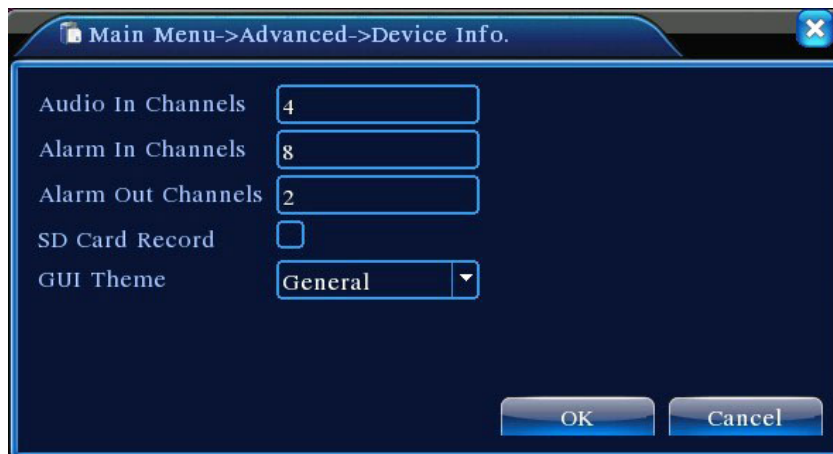 Main Menu->Advanced->Device Info.
Audio In Channels 4
Alarm In Channels 8
Alarm Out Channels 2
SD Card Record
GUI Theme General
OK Cancel